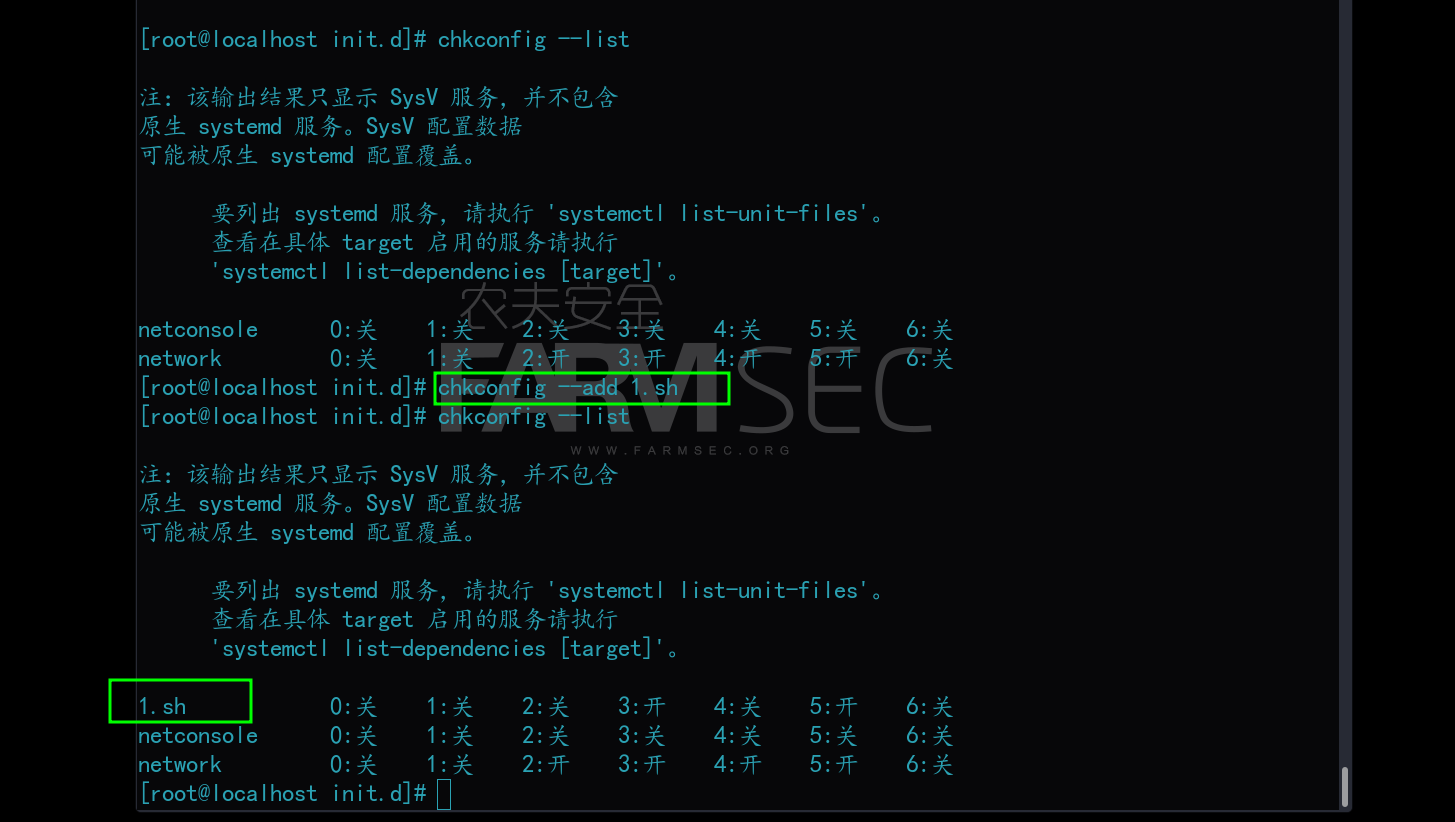 [root@localhost init.d]# chkconfig --list
注：该输出结果只显示 SysV 服务，并不包含
原生 systemd 服务。SysV 配置数据
可能被原生 systemd 配置覆盖。
要列出 systemd 服务，请执行 'systemctl list-unit-files'。
查看在具体 target 启用的服务请执行
'systemctl list-dependencies [target]'。
农夫安全
netconsole 0:关 1:关 2:关 3:关 4:关 5:关 6:关
network 0:关 1:关 2:开 3:开 4:开 5:开 6:关
FARMSEC
[root@localhost init.d]# chkconfig --add 1.sh
[root@localhost init.d]# chkconfig --list
WWW.FARMSEC.ORG
注：该输出结果只显示 SysV 服务，并不包含
原生 systemd 服务。SysV 配置数据
可能被原生 systemd 配置覆盖。
要列出 systemd 服务，请执行 'systemctl list-unit-files'。
查看在具体 target 启用的服务请执行
'systemctl list-dependencies [target]'。
1.sh 0:关 1:关 2:关 3:开 4:关 5:开 6:关
netconsole 0:关 1:关 2:关 3:关 4:关 5:关 6:关
network 0:关 1:关 2:开 3:开 4:开 5:开 6:关
[root@localhost init.d]#